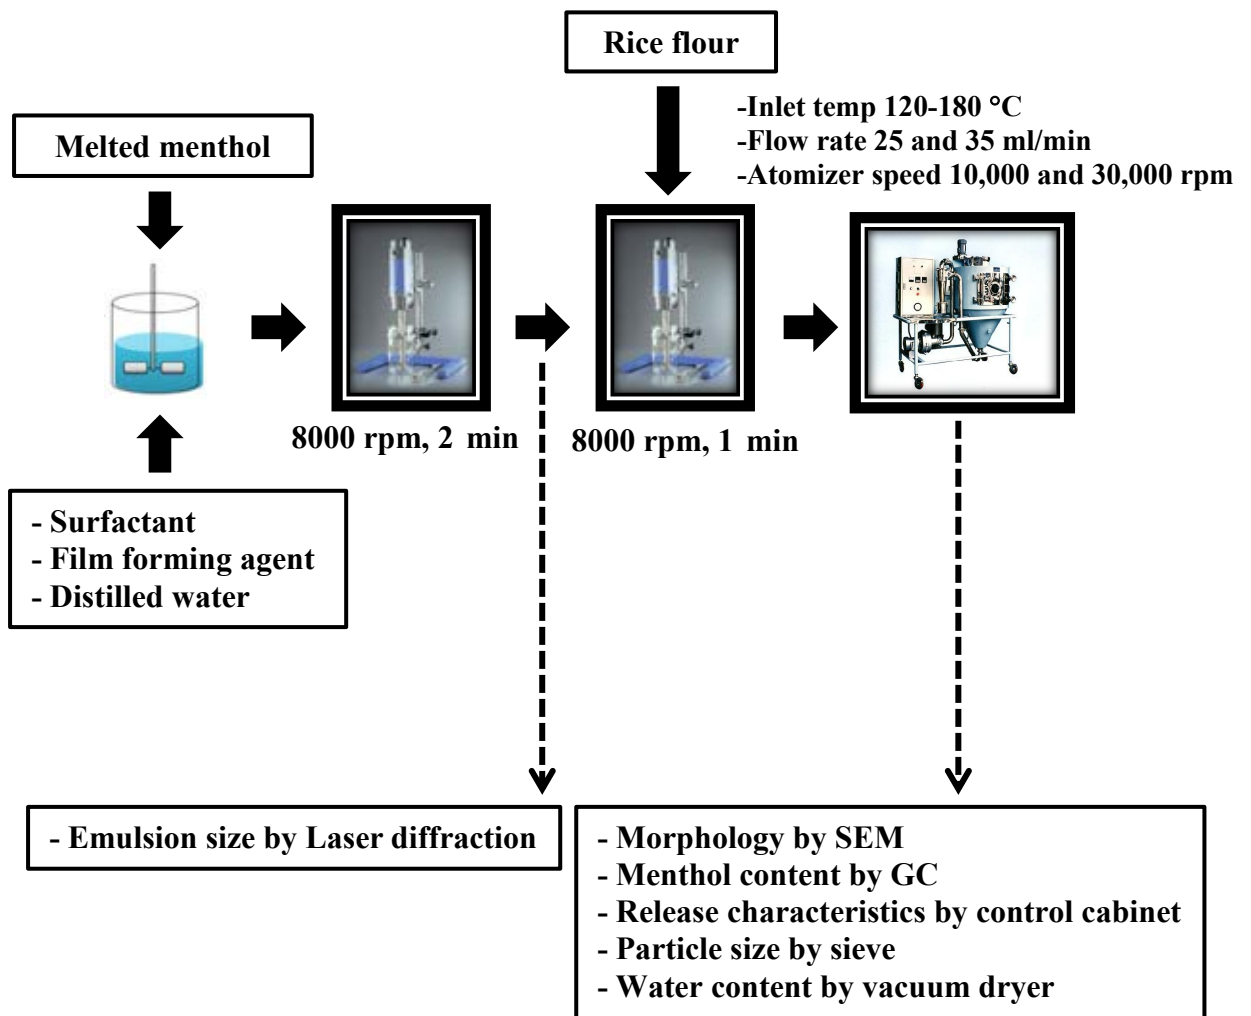 Rice flour
-Inlet temp 120-180 °C
-Flow rate 25 and 35 ml/min
-Atomizer speed 10,000 and 30,000 rpm
Melted menthol
8000 rpm, 2 min
8000 rpm, 1 min
- Surfactant
- Film forming agent
- Distilled water
- Emulsion size by Laser diffraction
- Morphology by SEM
- Menthol content by GC
- Release characteristics by control cabinet
- Particle size by sieve
- Water content by vacuum dryer